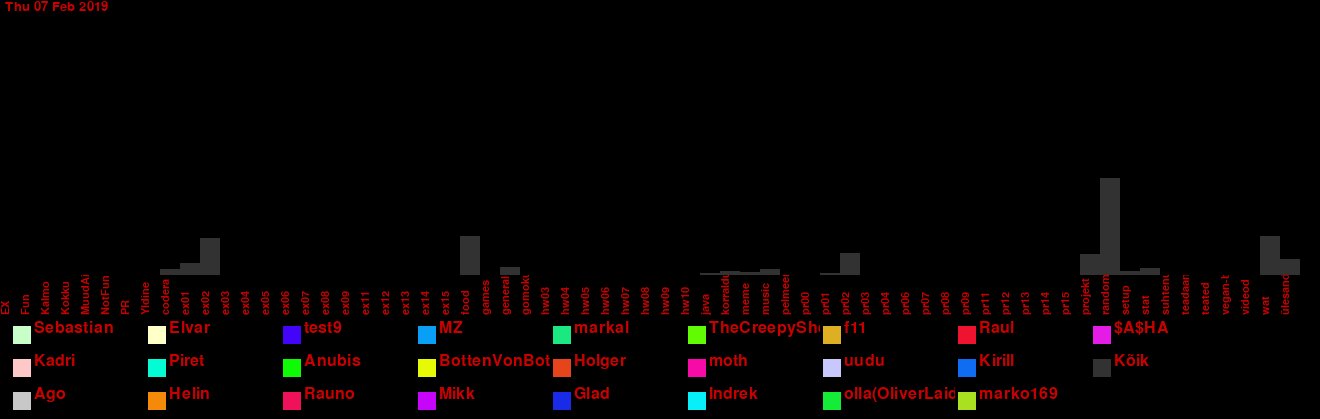 Thu 07 Feb 2019
EX
Fun
Kalmo
Kokku
MuudAi
NotFun
PR
Yldine
codera
ex01
ex02
ex03
ex04
ex05
ex06
ex07
ex08
ex09
ex11
ex12
ex13
ex14
ex15
food
games
general
gomoku
hw03
hw04
hw05
hw06
hw07
hw08
hw09
hw10
java
korraldu
meme
music
pelmeen
pr00
pr01
pr02
pr03
pr04
pr05
pr06
pr07
pr08
pr09
pr11
pr12
pr13
pr14
pr15
projekt
random
setup
stat
suhtenu
teadaan
teated
vegan-t
videod
wat
ülesand
Sebastian Elvar test9 MZ markal TheCreepySh f11 Raul $A$HA
Kadri Piret Anubis BottenVonBot Holger moth uudu Kirill Kõik
Ago Helin Rauno Mikk Glad Indrek olla(OliverLaid marko169